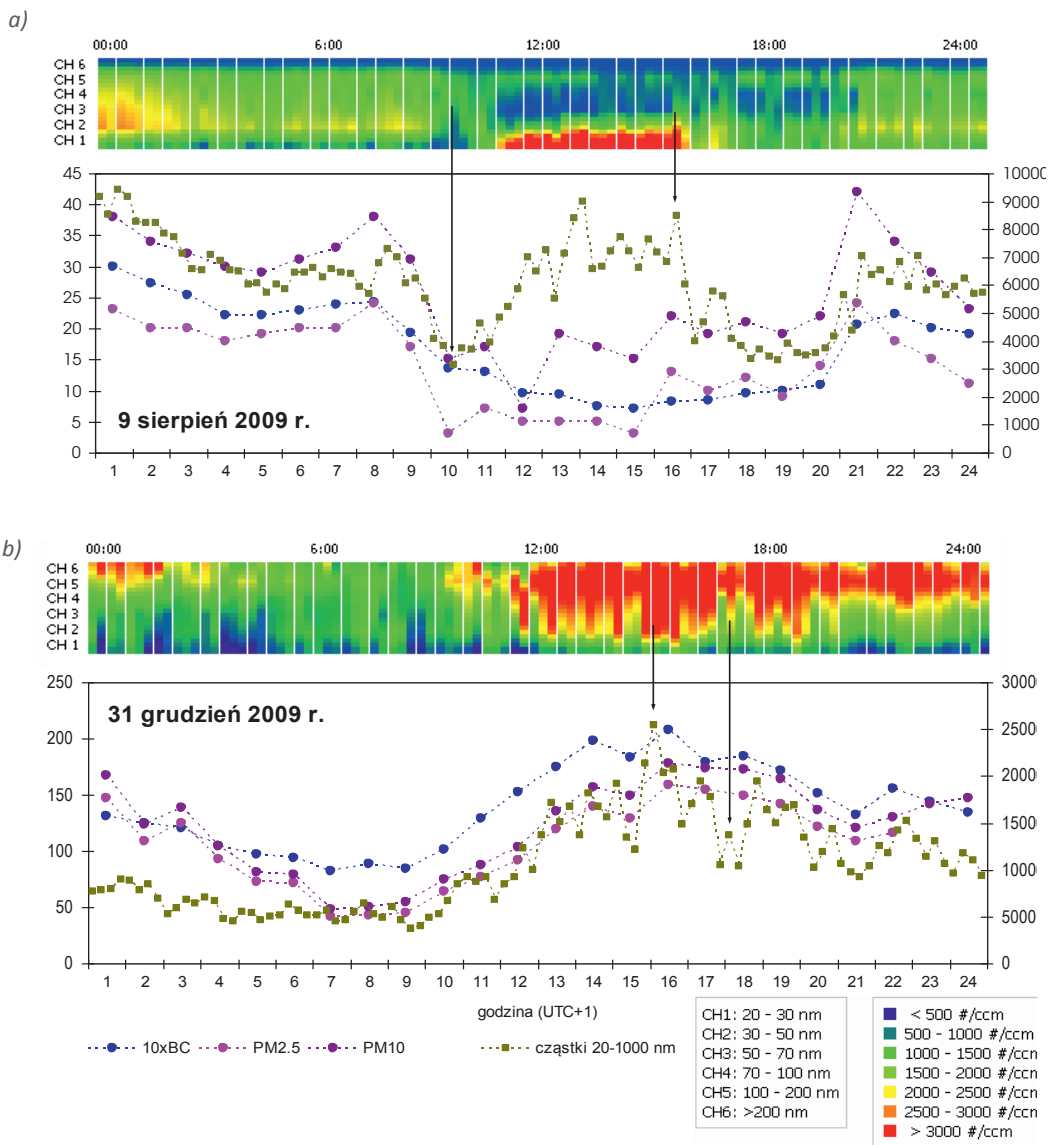 a)
00:00 6:00 12:00 18:00 24:00
CH 6
CH 5
CH 4
CH 3
CH 2
CH 1
45 10000
40 9000
35 8000
30 7000
25 6000
20 5000
15 4000
10 3000
5 2000
0 1000
0
9 sierpień 2009 r.
1 2 3 4 5 6 7 8 9 10 11 12 13 14 15 16 17 18 19 20 21 22 23 24
b)
00:00 6:00 12:00 18:00 24:00
CH 6
CH 5
CH 4
CH 3
CH 2
CH 1
250 3000
200 2500
150 2000
100 1500
50 1000
0 5000
0
31 grudzień 2009 r.
1 2 3 4 5 6 7 8 9 10 11 12 13 14 15 16 17 18 19 20 21 22 23 24
godzina (UTC+1)
10xBC PM2.5 PM10 cząstki 20-1000 nm
CH1: 20 - 30 nm
CH2: 30 - 50 nm
CH3: 50 - 70 nm
CH4: 70 - 100 nm
CH5: 100 - 200 nm
CH6: >200 nm
< 500 #/ccm
500 - 1000 #/ccm
1000 - 1500 #/ccm
1500 - 2000 #/ccm
2000 - 2500 #/ccm
2500 - 3000 #/ccm
> 3000 #/ccm